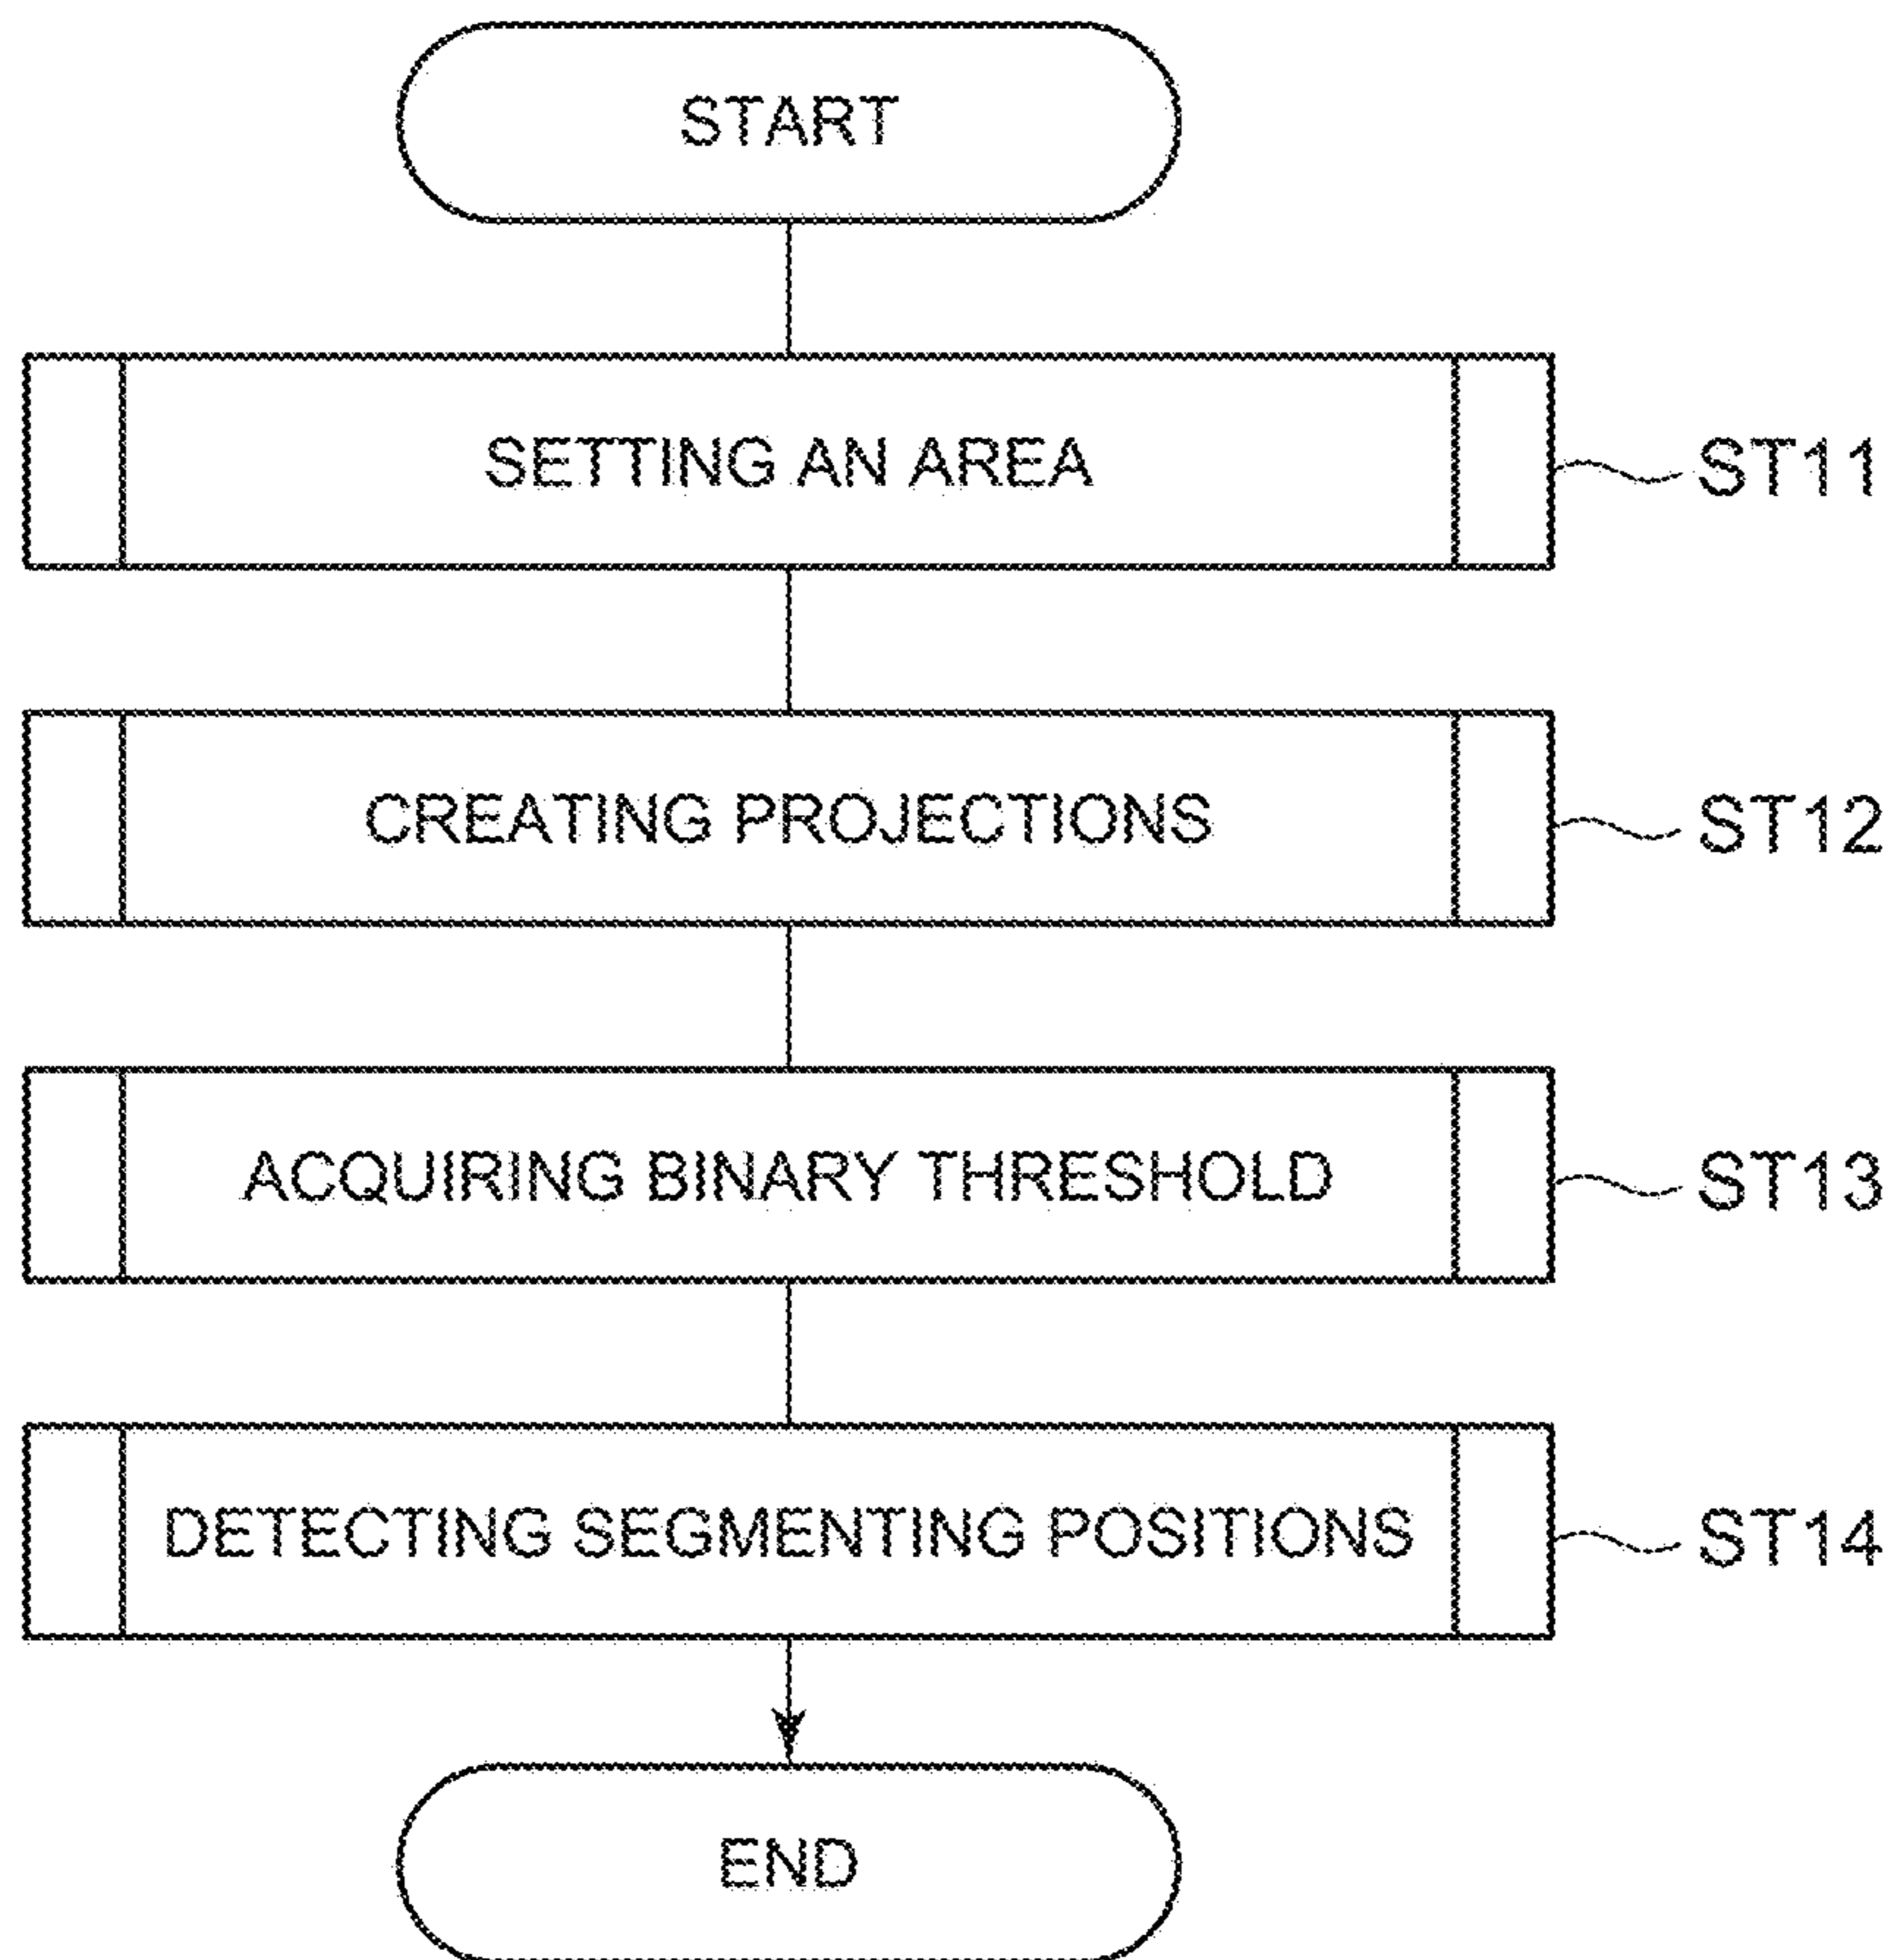 START
SETTING AN AREA
ST11
CREATING PROJECTIONS
ST12
ACQUIRING BINARY THRESHOLD
ST13
DETECTING SEGMENTING POSITIONS
ST14
END